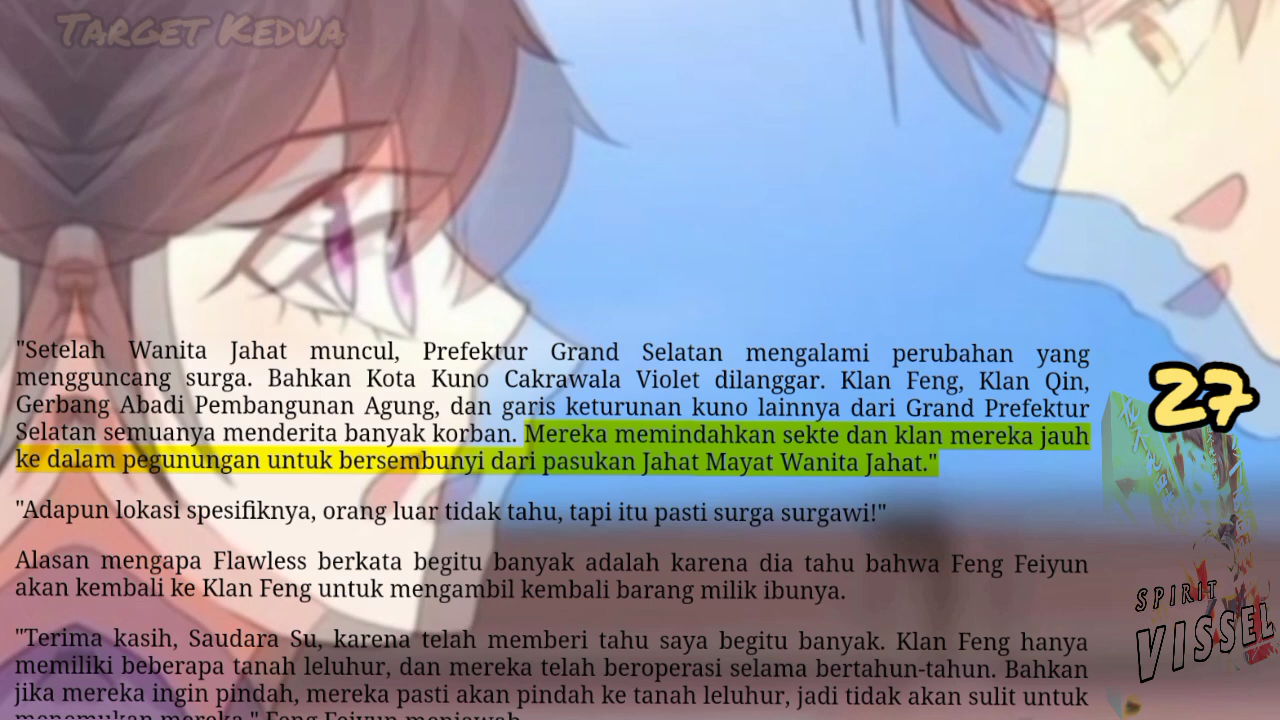 Target Kedua
"Setelah Wanita Jahat muncul, Prefektur Grand Selatan mengalami perubahan yang
mengguncang surga. Bahkan Kota Kuno Cakrawala Violet dilanggar. Klan Feng, Klan Qin,
Gerbang Abadi Pembangunan Agung, dan garis keturunan kuno lainnya dari Grand Prefektur
Selatan semuanya menderita banyak korban. Mereka memindahkan sekte dan klan mereka jauh
ke dalam pegunungan untuk bersembunyi dari pasukan Jahat Mayat Wanita Jahat."
"Adapun lokasi spesifiknya, orang luar tidak tahu, tapi itu pasti surga surgawi!"
Alasan mengapa Flawless berkata begitu banyak adalah karena dia tahu bahwa Feng Feiyun
akan kembali ke Klan Feng untuk mengambil kembali barang milik ibunya.
"Terima kasih, Saudara Su, karena telah memberi tahu saya begitu banyak. Klan Feng hanya
memiliki beberapa tanah leluhur, dan mereka telah beroperasi selama bertahun-tahun. Bahkan
jika mereka ingin pindah, mereka pasti akan pindah ke tanah leluhur, jadi tidak akan sulit untuk
menemukan mereka." Feng Feiyun menjawab.
27
SPIRIT
VISSEL